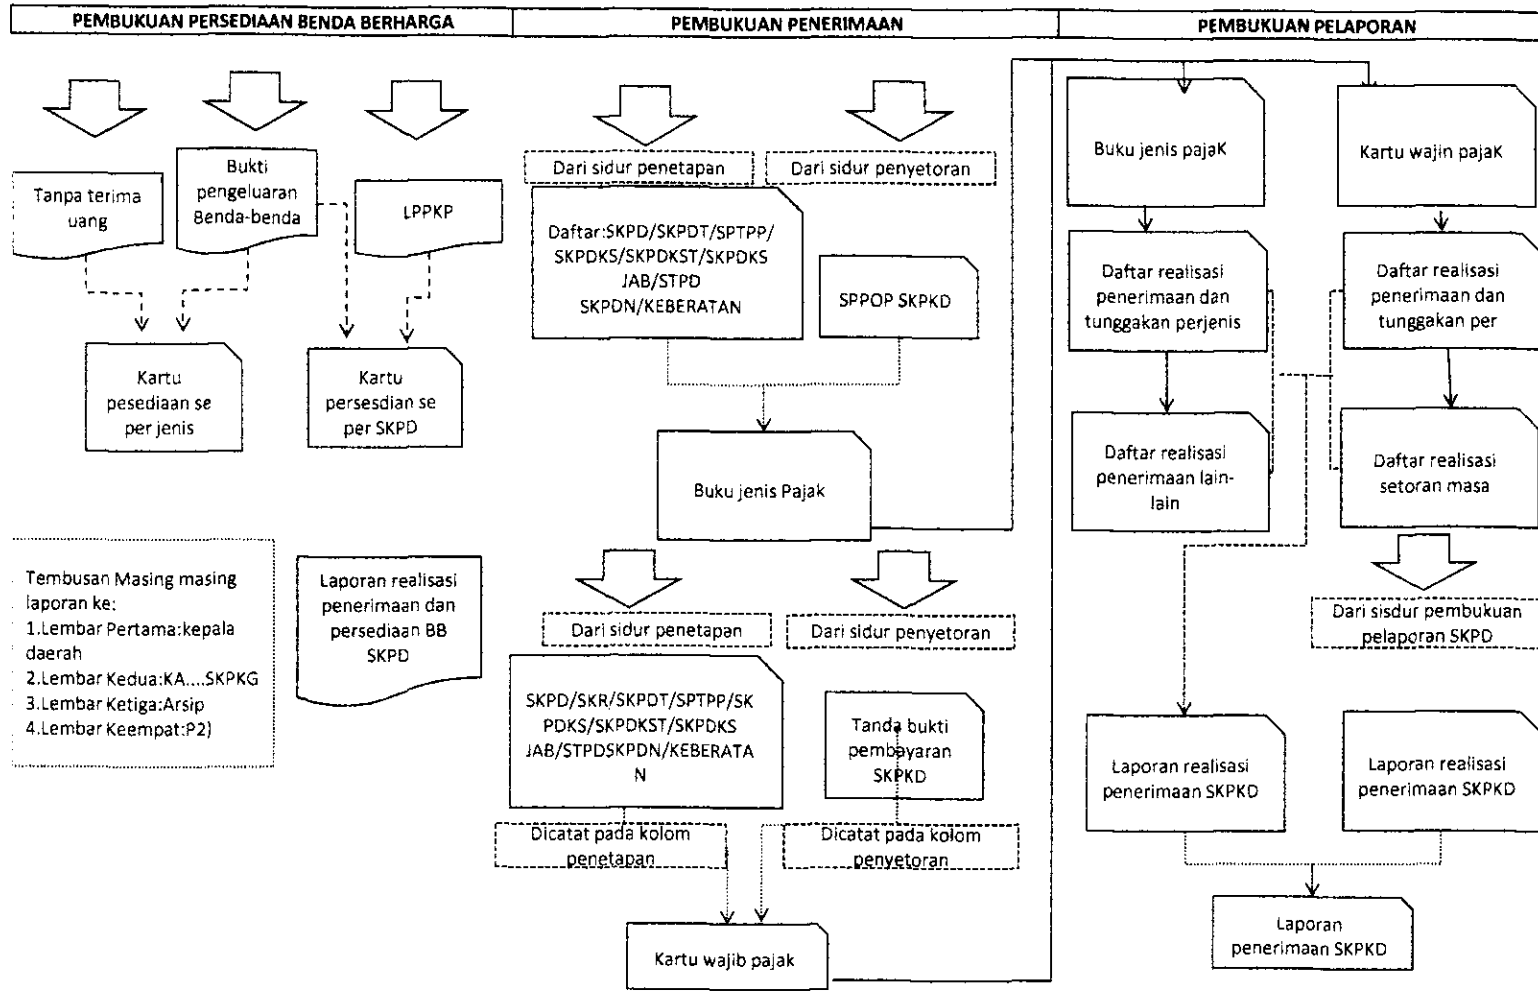 PEMBUKUAN PERSEDIAAN BENDA BERHARGA
PEMBUKUAN PENERIMAAN
PEMBUKUAN PELAPORAN
Tanpa terima
uang
Bukti
pengeluaran
Benda-benda
LPPKP
Kartu
pesediaan se
per jenis
Kartu
persesdian se
per SKPD
Tembusan Masing masing
laporan ke:
1.Lembar Pertama:kepala
daerah
2.Lembar Kedua:KA....SKPKG
3.Lembar Ketiga:Arsip
4.Lembar Keempat:P2)
Laporan realisasi
penerimaan dan
persediaan BB
SKPD
Dari sidur penetapan
Dari sidur penyetoran
Daftar:SKPD/SKPDT/SPTPP/
SKPDKS/SKPDKST/SKPDKS
JAB/STPD
SKPDN/KEBERATAN
SPPOP SKPKD
Buku jenis Pajak
Dari sidur penetapan
Dari sidur penyetoran
SKPD/SKR/SKPDT/SPTPP/SK
PDKS/SKPDKST/SKPDKS
JAB/STPDSKPDN/KEBERATA
N
Tanda bukti
pembayaran
SKPKD
Dicatat pada kolom
penetapan
Dicatat pada kolom
penyetoran
Kartu wajib pajak
Buku jenis pajaK
Kartu wajin pajaK
Daftar realisasi
penerimaan dan
tunggakan perjenis
Daftar realisasi
penerimaan dan
tunggakan per
Daftar realisasi
penerimaan lain-
lain
Daftar realisasi
setoran masa
Dari sisdur pembukuan
pelaporan SKPD
Laporan realisasi
penerimaan SKPKD
Laporan realisasi
penerimaan SKPKD
Laporan
penerimaan SKPKD